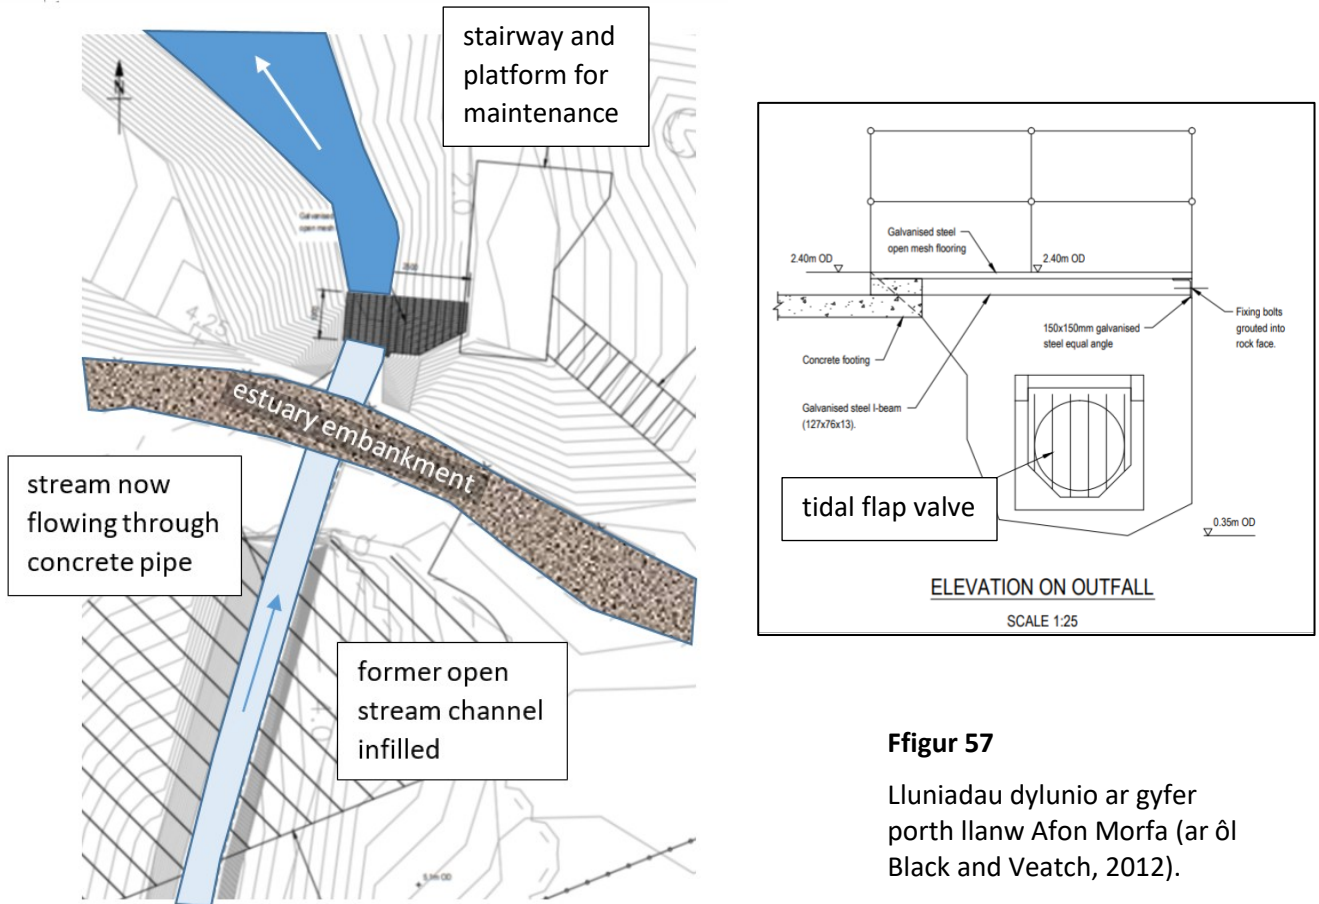 stairway and
platform for
maintenance
N
2.0
2500
4.25
estuary embankment
stream now
flowing through
concrete pipe
former open
stream channel
infilled
5.1m OD
Galvanised steel
open mesh flooring
2.40m OD
2.40m OD
Fixing bolts
grouted into
rock face.
150x150mm galvanised
steel equal angle
Concrete footing
Galvanised steel I-beam
(127x76x13).
tidal flap valve
0.35m OD
ELEVATION ON OUTFALL
SCALE 1:25
Ffigur 57
Lluniadau dylunio ar gyfer
porth llanw Afon Morfa (ar ôl
Black and Veatch, 2012).